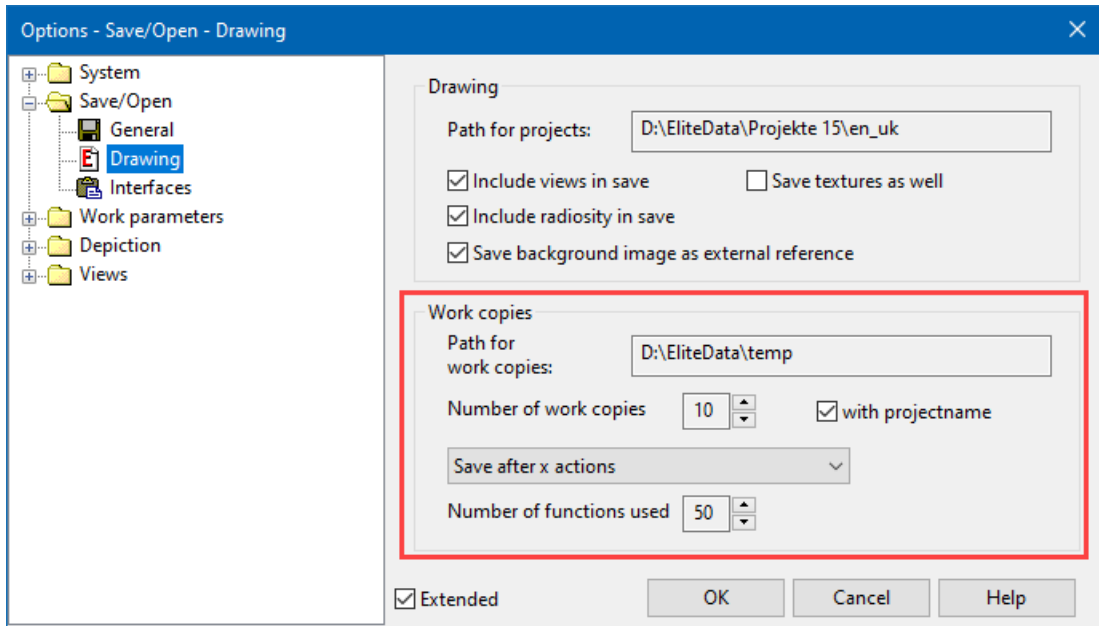 Options - Save/Open - Drawing
System
Save/Open
General
Drawing
Interfaces
Work parameters
Depiction
Views
Drawing
Path for projects: D:\EliteData\Projekte 15\en_uk
Include views in save Save textures as well
Include radiosity in save
Save background image as external reference
Work copies
Path for
work copies: D:\EliteData\temp
Number of work copies 10 with projectname
Save after x actions
Number of functions used 50
Extended OK Cancel Help